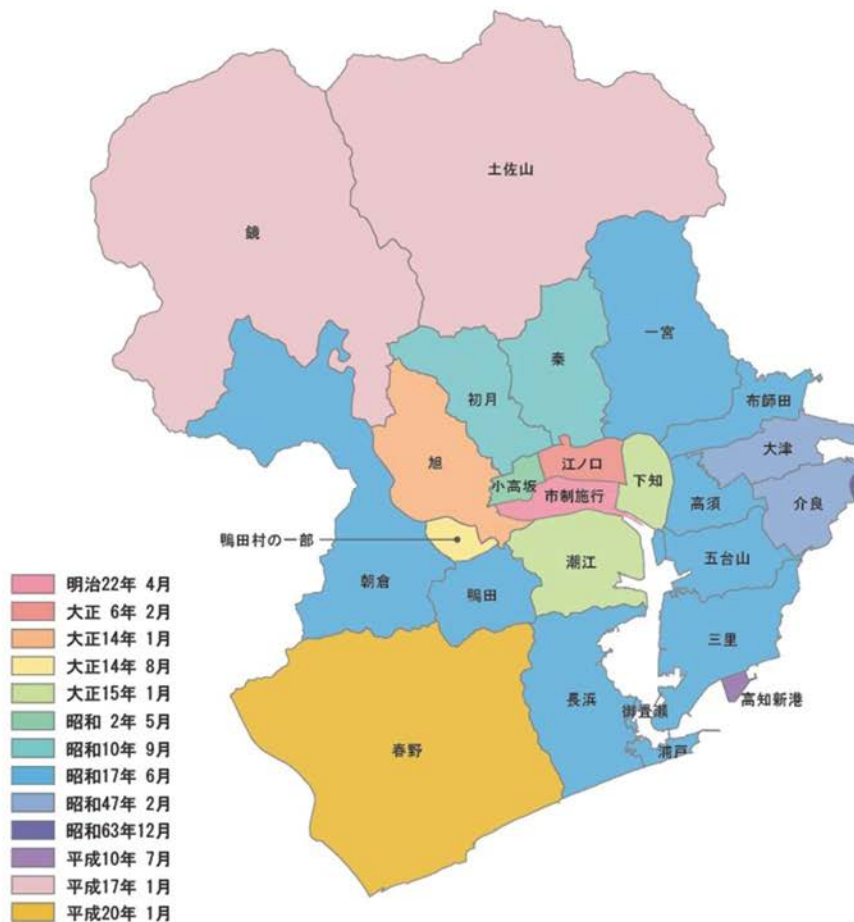 土佐山
鏡
一宮
秦
初月
布師田
大津
旭
江ノ口
下知
小高坂
市制施行
高須
介良
鴨田村の一部
五台山
潮江
朝倉
鴨田
三里
長浜
高知新港
御畳瀬
春野
浦戸
明治22年 4月
大正 6年 2月
大正14年 1月
大正14年 8月
大正15年 1月
昭和 2年 5月
昭和10年 9月
昭和17年 6月
昭和47年 2月
昭和63年12月
平成10年 7月
平成17年 1月
平成20年 1月